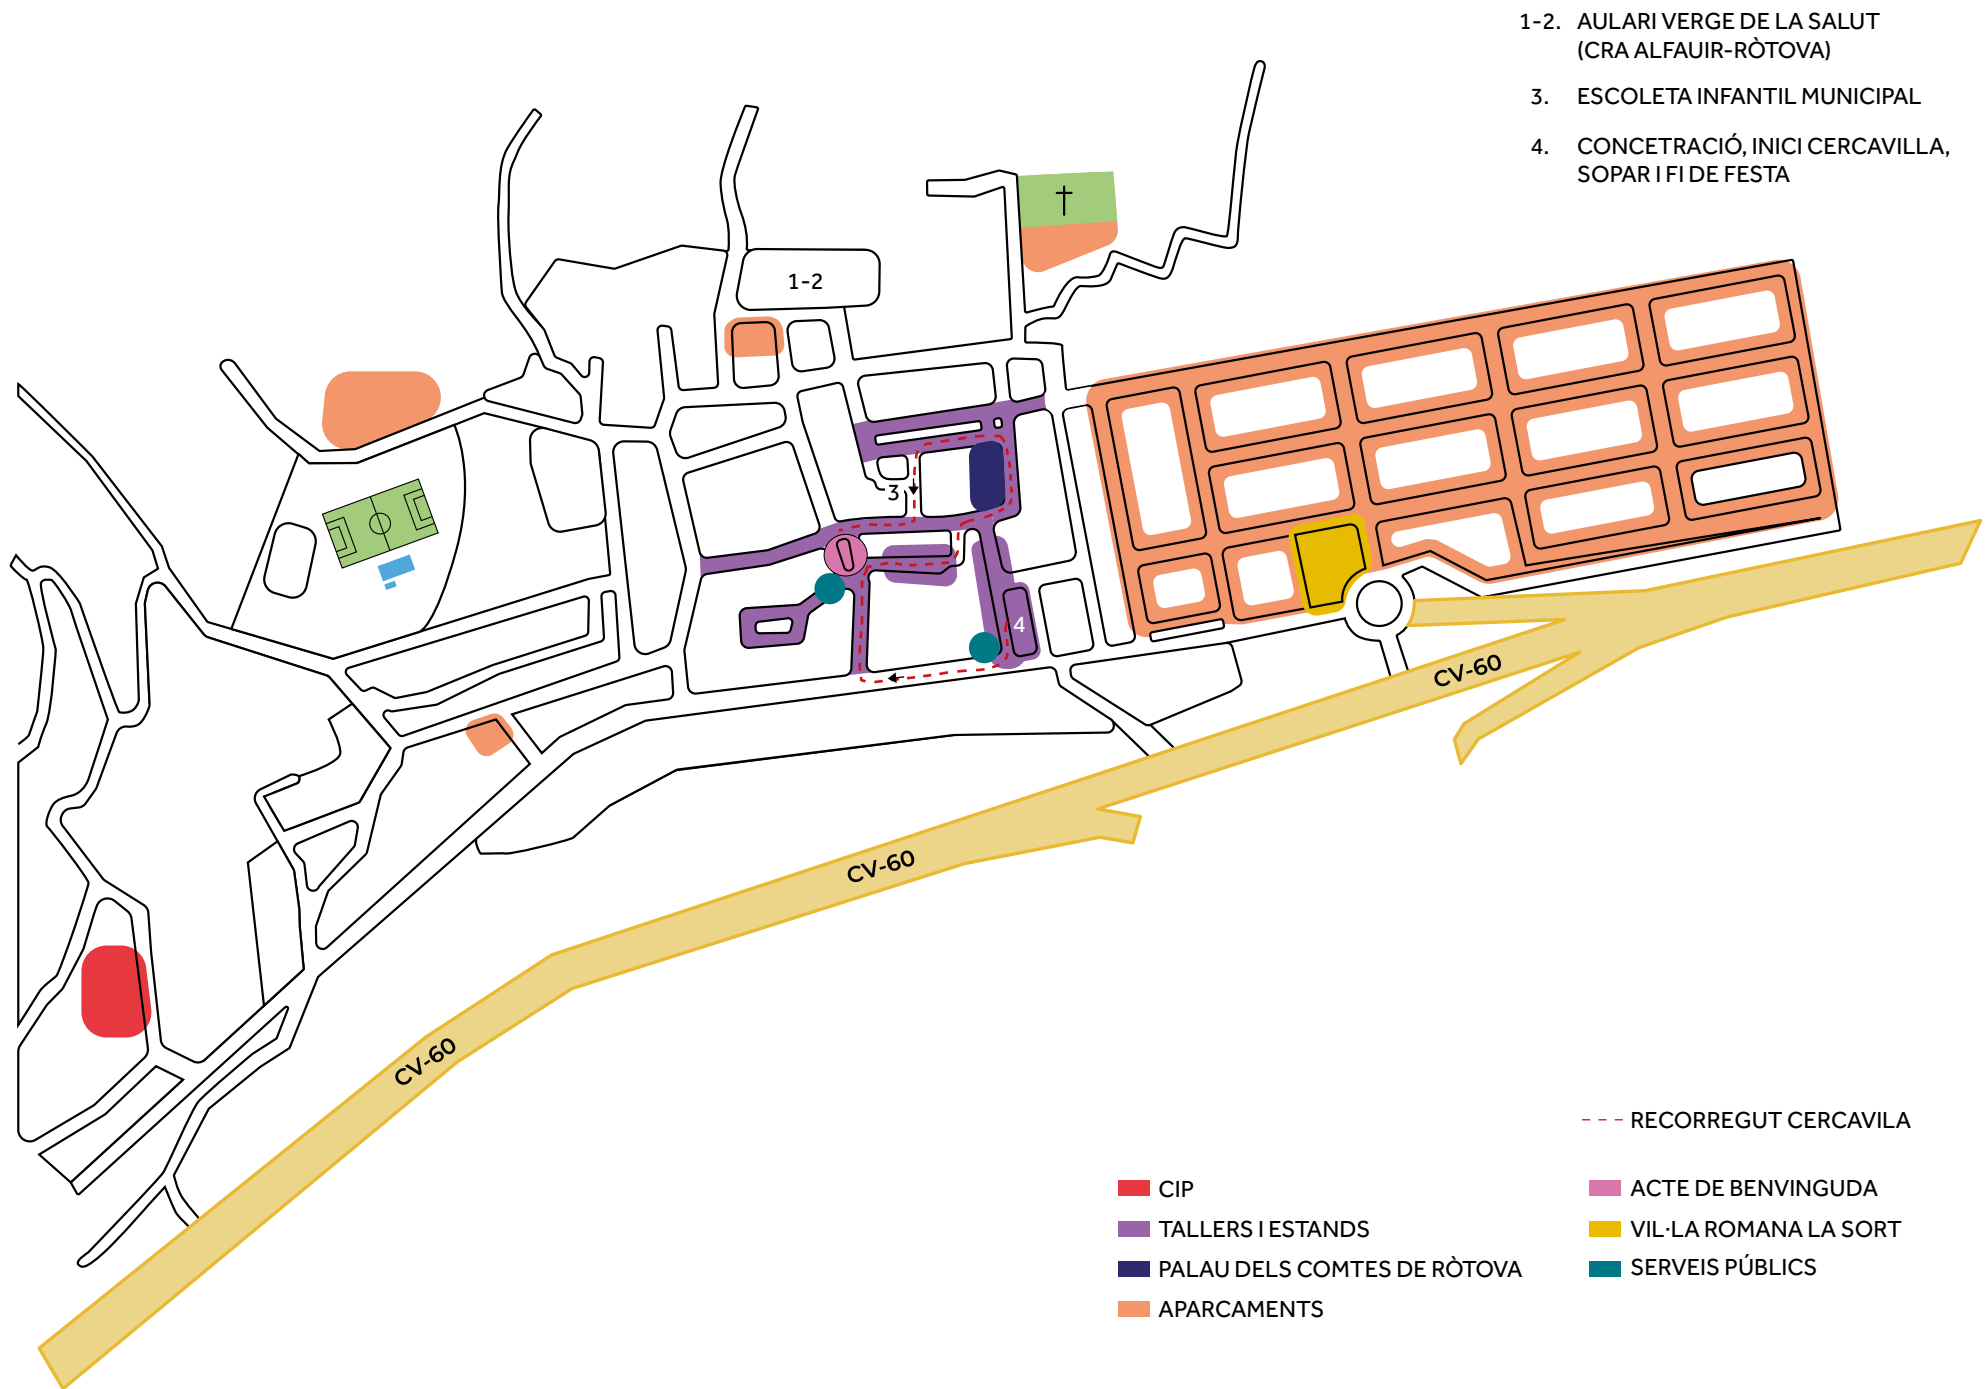 1-2. AULARI VERGE DE LA SALUT
(CRA ALFAUIR-RÒTOVA)
3. ESCOLETA INFANTIL MUNICIPAL
4. CONCETRACIÓ, INICI CERCAVILLA,
SOPAR I FI DE FESTA
1-2
3
4
CV-60
CV-60
CV-60
RECORREGUT CERCAVILA
CIP
TALLERS I ESTANDS
PALAU DELS COMTES DE RÒTOVA
APARCAMENTS
ACTE DE BENVINGUDA
VIL·LA ROMANA LA SORT
SERVEIS PÚBLICS